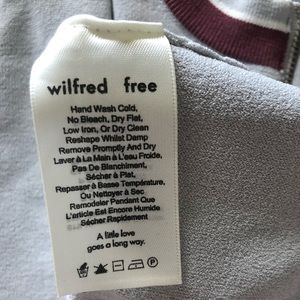 wilfred free
Hand Wash Cold,
No Bleach, Dry Flat,
Low Iron, Or Dry Clean
Reshape Whilst Damp
Remove Promptly And Dry
Laver à La Main à L'eau Froide,
Pas De Blanchiment,
Sécher à Plat,
Repasser à Basse Température,
Ou Nettoyer à Sec
Remodeler Pendant Que
L'article Est Encore Humide
Sécher Rapidement
A little love
goes a long way.
P